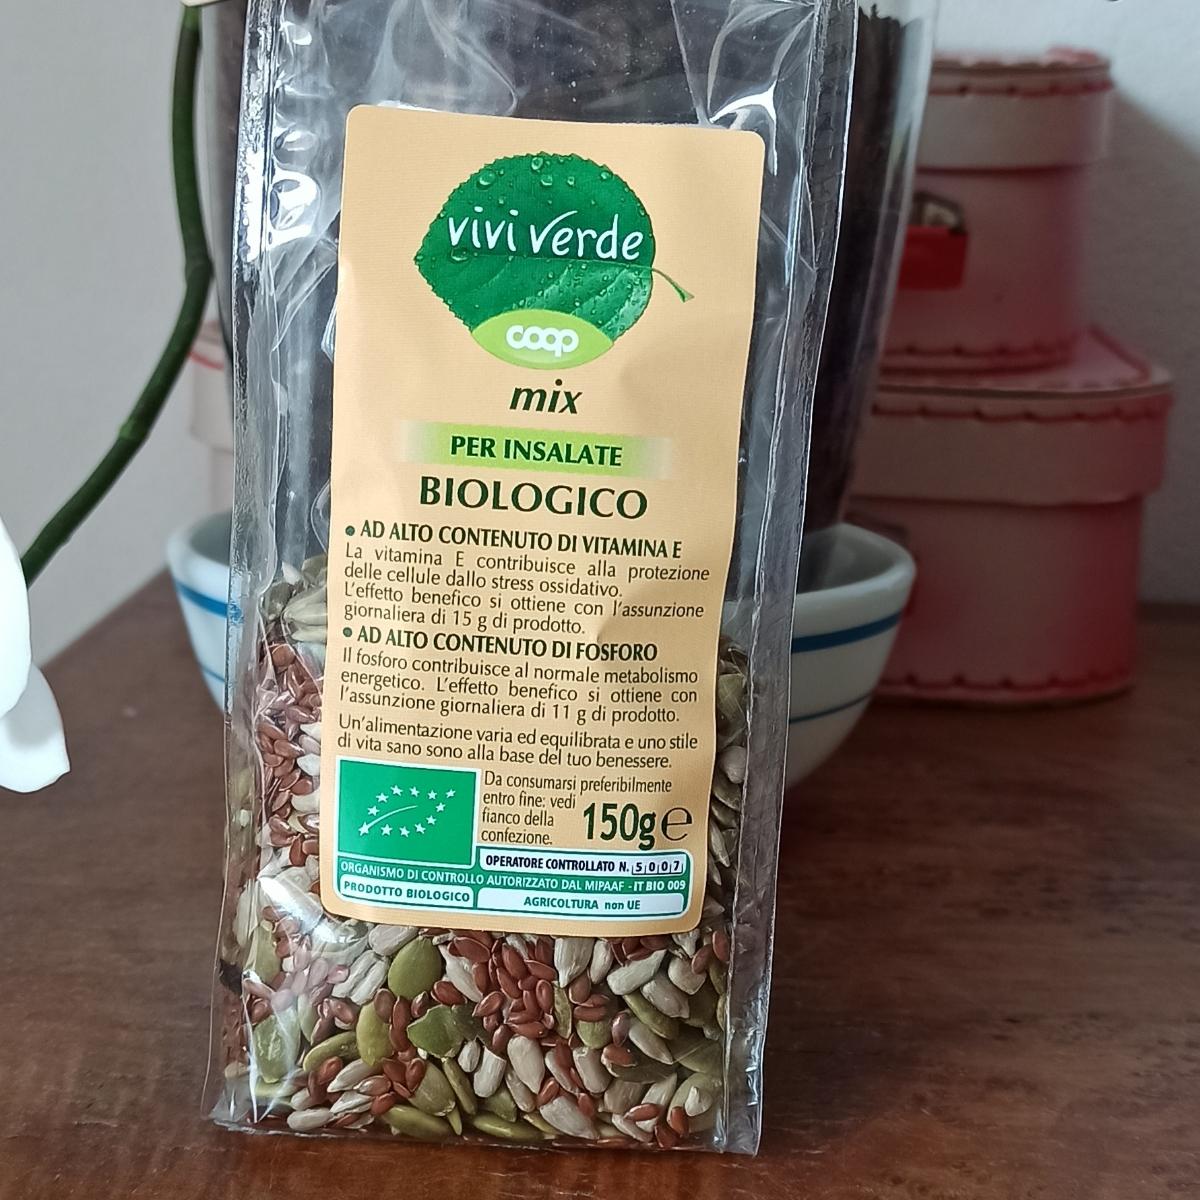 vivi verde
coop
mix
PER INSALATE
BIOLOGICO
• AD ALTO CONTENUTO DI VITAMINA E
La vitamina E contribuisce alla protezione
delle cellule dallo stress ossidativo.
L'effetto benefico si ottiene con l'assunzione
giornaliera di 15 g di prodotto.
• AD ALTO CONTENUTO DI FOSFORO
Il fosforo contribuisce al normale metabolismo
energetico. L'effetto benefico si ottiene con
l'assunzione giornaliera di 11 g di prodotto.
Un'alimentazione varia ed equilibrata e uno stile
di vita sano sono alla base del tuo benessere.
Da consumarsi preferibilmente
entro fine: vedi
fianco della
confezione.
150g ℮
OPERATORE CONTROLLATO N. 5007
ORGANISMO DI CONTROLLO AUTORIZZATO DAL MIPAAF - IT BIO 009
PRODOTTO BIOLOGICO
AGRICOLTURA non UE